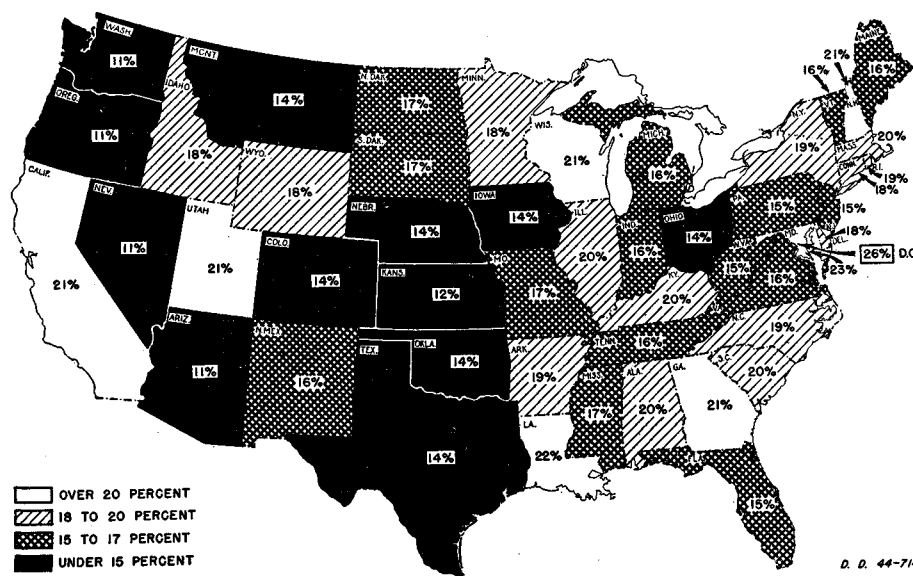 WASH.
11%
MONT.
14%
N. DAK.
17%
MINN.
18%
OREG.
11%
IDAHO
18%
WYO.
18%
S. DAK.
17%
WIS.
21%
MICH.
16%
21%
16%
MAINE
16%
VT.
N.H.
N.Y.
19%
MASS.
20%
CONN.
R.I.
19%
18%
CALIF.
21%
NEV.
11%
UTAH
21%
COLO.
14%
NEBR.
14%
IOWA
14%
ILL.
20%
IND.
16%
OHIO
14%
PA.
15%
15%
MD.
18%
DEL.
26% D.C
23%
W.VA.
15%
16%
KANS.
12%
MO.
17%
KY.
20%
ARIZ.
11%
N.MEX.
16%
TEX.
14%
OKLA.
14%
ARK.
19%
TENN.
16%
N.C.
19%
S.C.
20%
MISS.
17%
ALA.
20%
GA.
21%
LA.
22%
FLA.
15%
OVER 20 PERCENT
18 TO 20 PERCENT
15 TO 17 PERCENT
UNDER 15 PERCENT
D. D. 44-71